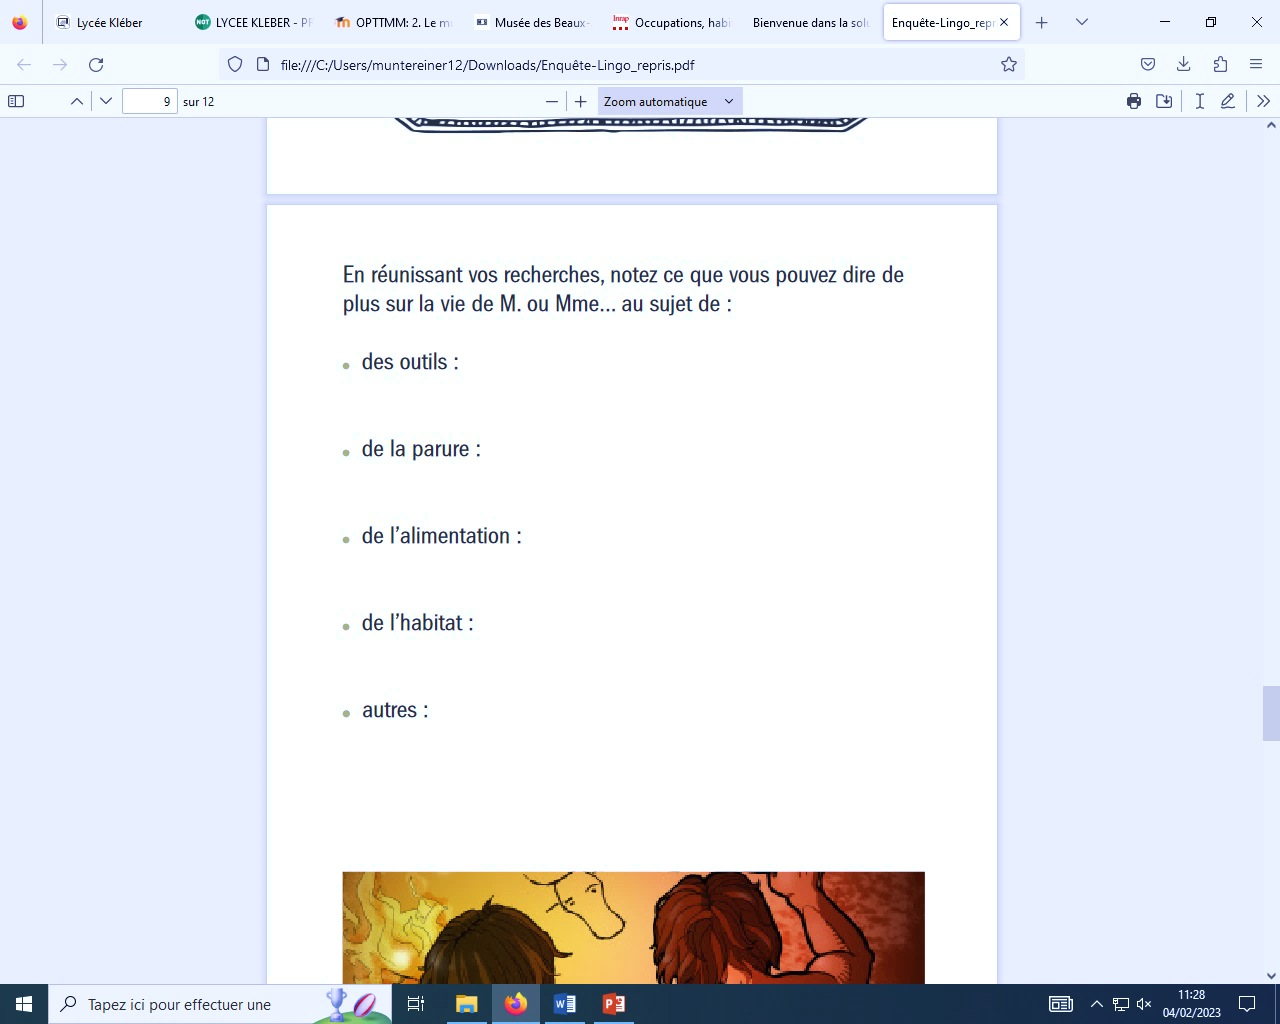 Lycée Kléber
LYCEE KLEBER - PF
OPTTMM: 2. Le m
Musée des Beaux-
Inrap
Occupations, habi
Bienvenue dans la solu
Enquête-Lingo_repri
file:///C:/Users/muntereiner12/Downloads/Enquête-Lingo_repris.pdf
9 sur 12
Zoom automatique
En réunissant vos recherches, notez ce que vous pouvez dire de
plus sur la vie de M. ou Mme... au sujet de :
des outils :
de la parure :
de l'alimentation :
de l'habitat :
autres :
Tapez ici pour effectuer une
11:28
04/02/2023